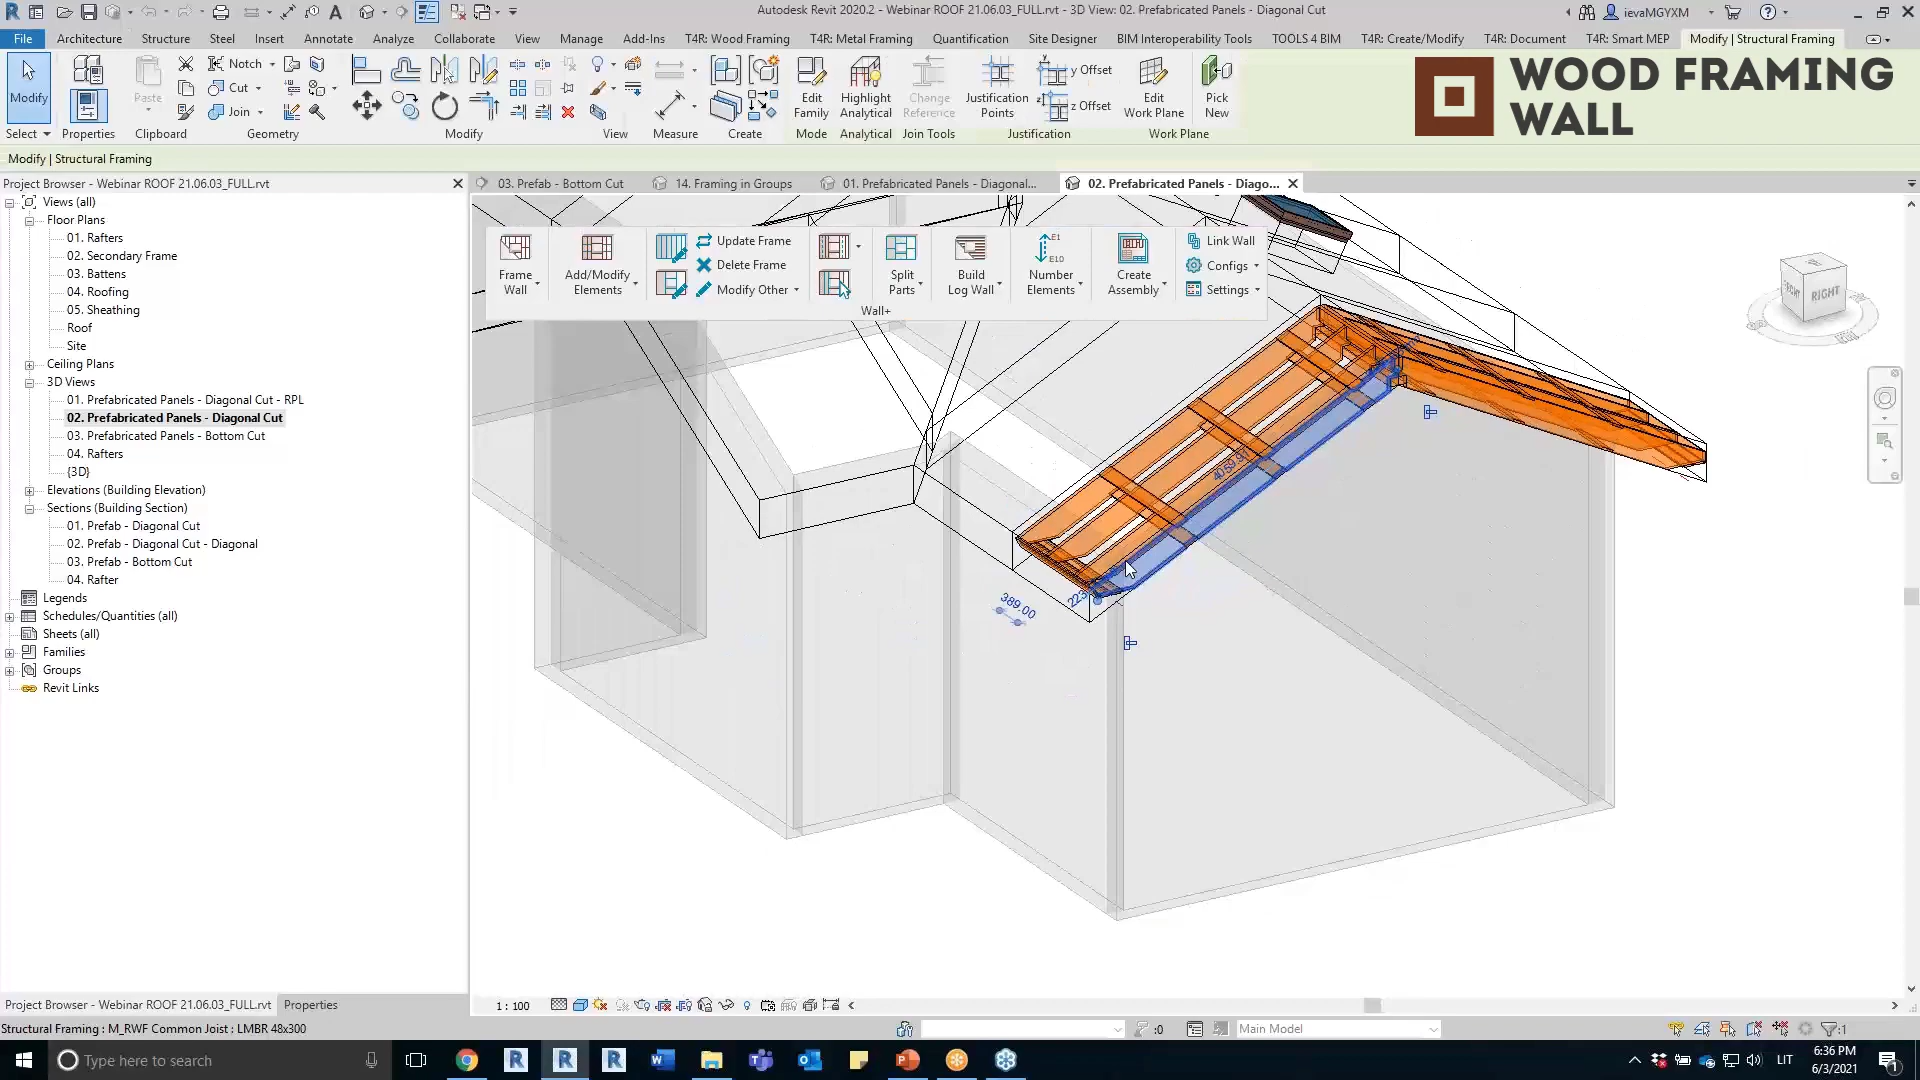 Autodesk Revit 2020.2 - Webinar ROOF 21.06.03_FULL.rvt - 3D View: 02. Prefabricated Panels - Diagonal Cut
ievaMGYXM
File
Architecture
Structure
Steel
Insert
Annotate
Analyze
Collaborate
View
Manage
Add-Ins
T4R: Wood Framing
T4R: Metal Framing
Quantification
Site Designer
BIM Interoperability Tools
TOOLS 4 BIM
T4R: Create/Modify
T4R: Document
T4R: Smart MEP
Modify | Structural Framing
Modify
Paste
Notch
Cut
Join
Edit Family
Highlight Analytical
Change Reference
Justification Points
y Offset
z Offset
Edit Work Plane
Pick New
WOOD FRAMING
WALL
Select
Properties
Clipboard
Geometry
Modify
View
Measure
Create
Mode
Analytical
Join Tools
Justification
Work Plane
Modify | Structural Framing
Project Browser - Webinar ROOF 21.06.03_FULL.rvt
03. Prefab - Bottom Cut
14. Framing in Groups
01. Prefabricated Panels - Diagonal...
02. Prefabricated Panels - Diago...
Views (all)
Floor Plans
01. Rafters
02. Secondary Frame
03. Battens
04. Roofing
05. Sheathing
Roof
Site
Ceiling Plans
3D Views
01. Prefabricated Panels - Diagonal Cut - RPL
02. Prefabricated Panels - Diagonal Cut
03. Prefabricated Panels - Bottom Cut
04. Rafters
{3D}
Elevations (Building Elevation)
Sections (Building Section)
01. Prefab - Diagonal Cut
02. Prefab - Diagonal Cut - Diagonal
03. Prefab - Bottom Cut
04. Rafter
Legends
Schedules/Quantities (all)
Sheets (all)
Families
Groups
Revit Links
Frame Wall
Add/Modify Elements
Update Frame
Delete Frame
Modify Other
Split Parts
Build Log Wall
E1
E10
Number Elements
Create Assembly
Link Wall
Configs
Settings
Wall+
RIGHT
389.00
Project Browser - Webinar ROOF 21.06.03_FULL.rvt
Properties
1 : 100
Structural Framing : M_RWF Common Joist : LMBR 48x300
:0
Main Model
:1
Type here to search
LIT
6:36 PM
6/3/2021